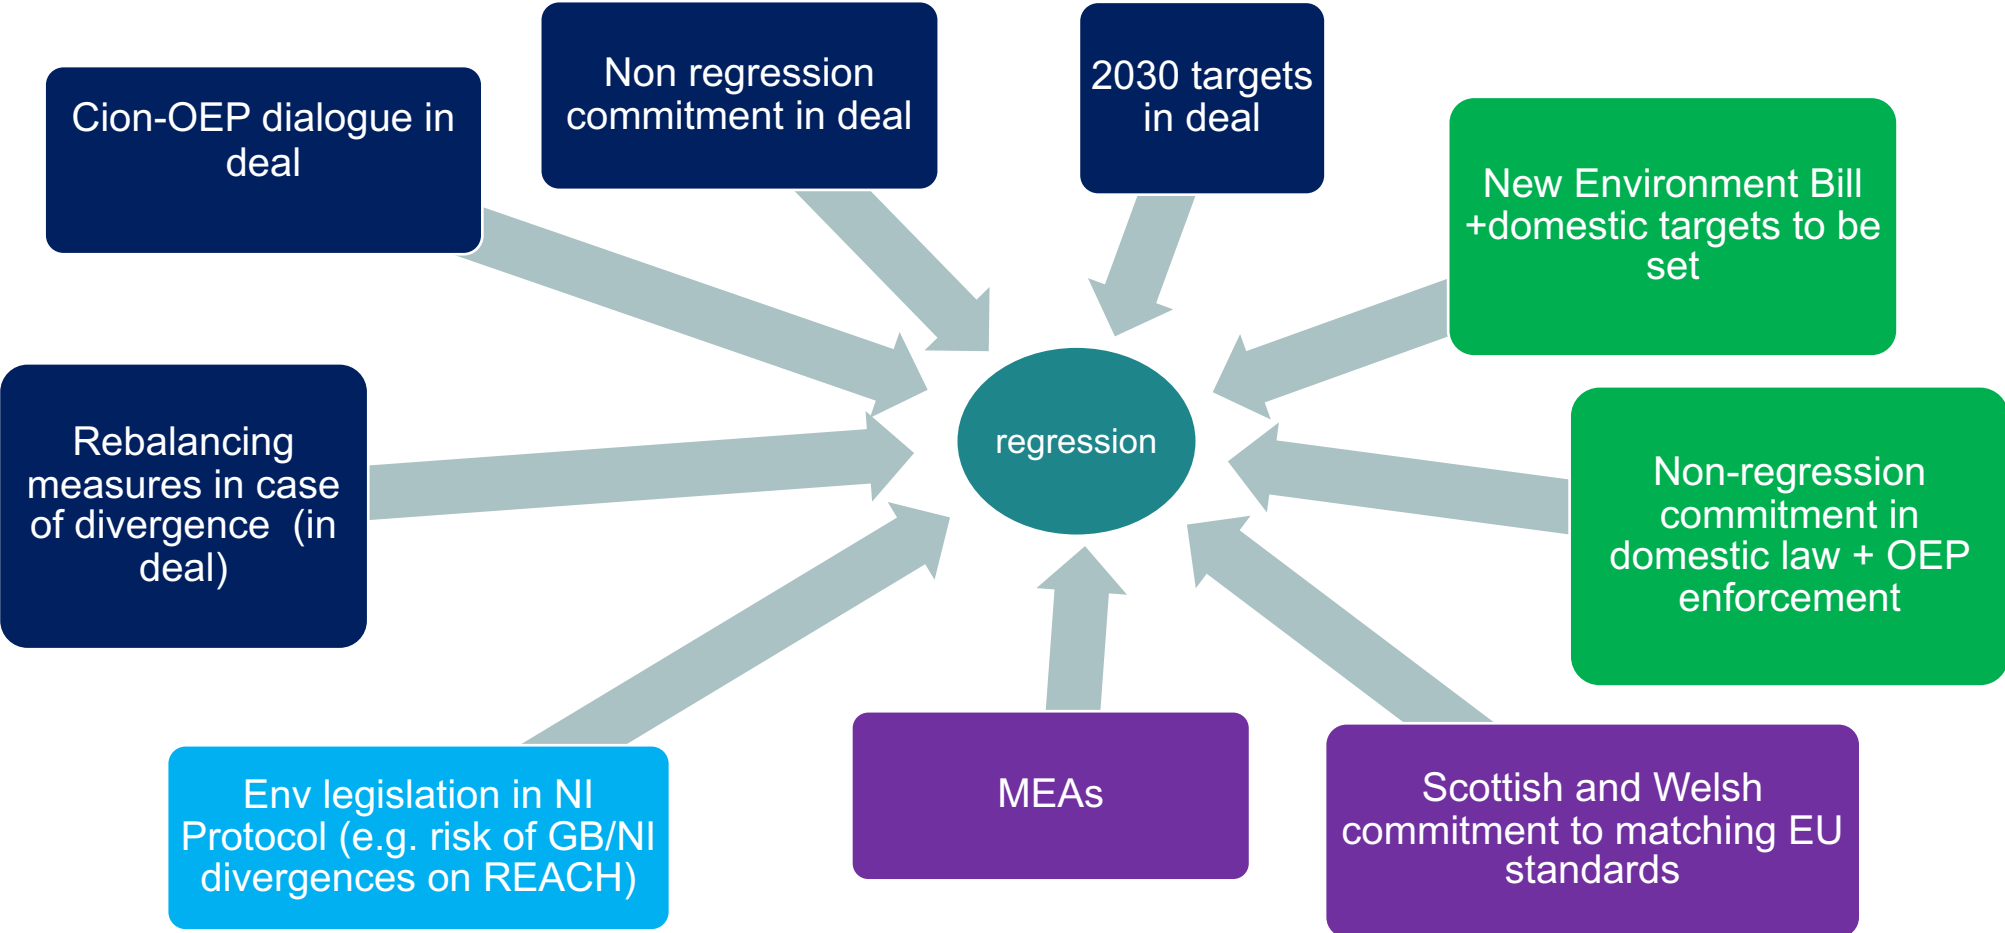 Cion-OEP dialogue in
deal
Non regression
commitment in deal
2030 targets
in deal
New Environment Bill
+domestic targets to be
set
Rebalancing
measures in case
of divergence  (in
deal)
regression
Non-regression
commitment in
domestic law + OEP
enforcement
Env legislation in NI
Protocol (e.g. risk of GB/NI
divergences on REACH)
MEAs
Scottish and Welsh
commitment to matching EU
standards